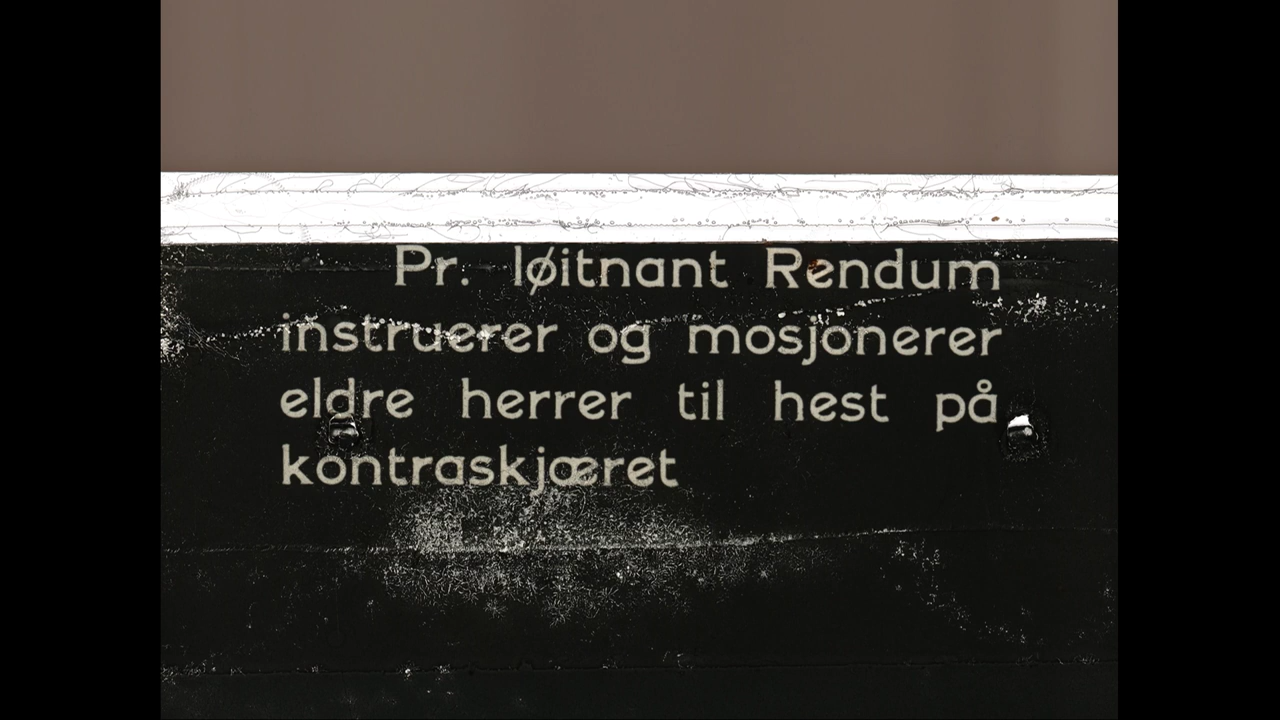 Pr. løitnant Rendum
instruerer og mosjonerer
eldre herrer til hest på
kontraskjæret